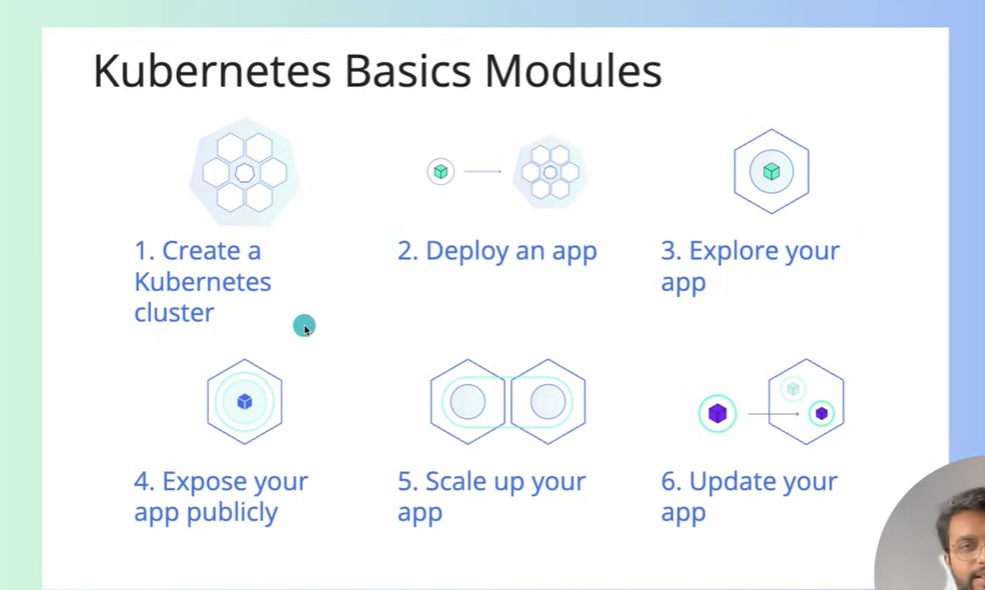 Kubernetes Basics Modules
1. Create a
Kubernetes
cluster
2. Deploy an app
3. Explore your
app
4. Expose your
app publicly
5. Scale up your
app
6. Update your
app